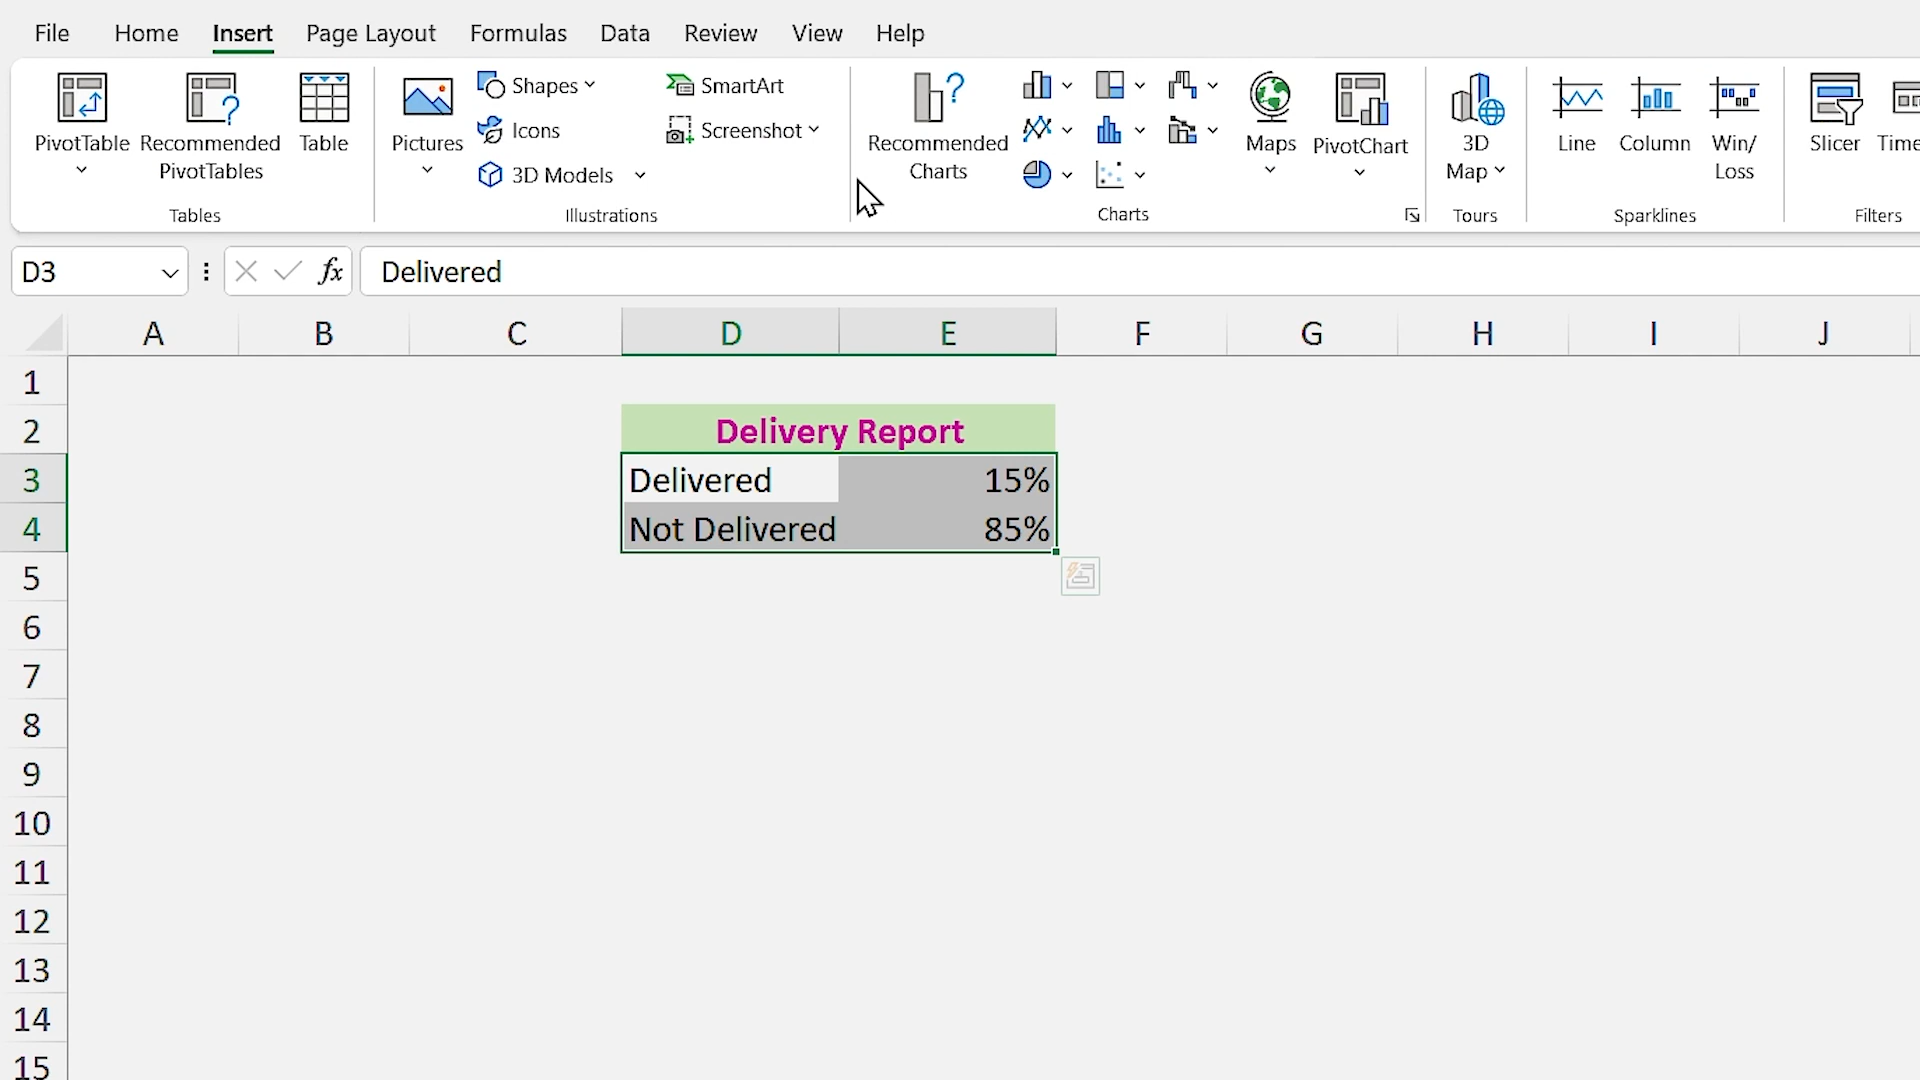 File Home Insert Page Layout Formulas Data Review View Help
PivotTable
Recommended
PivotTables
Table
Tables
Pictures
Shapes
Icons
3D Models
SmartArt
Screenshot
Illustrations
Recommended
Charts
Maps
PivotChart
Charts
3D
Map
Tours
Line
Column
Win/
Loss
Sparklines
Slicer
Time
Filters
D3
fx
Delivered
A B C D E F G H I J
1
2 Delivery Report
3 Delivered 15%
4 Not Delivered 85%
5
6
7
8
9
10
11
12
13
14
15